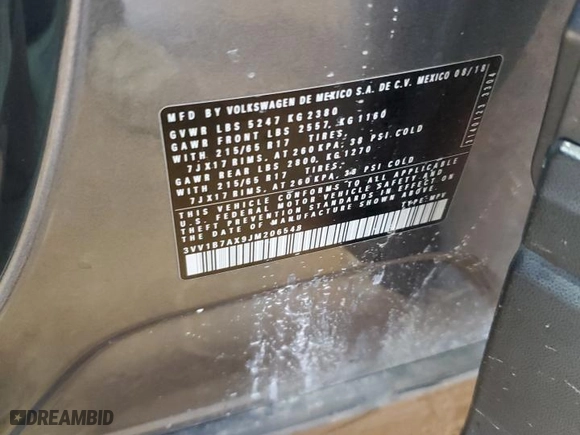 MFD BY VOLKSWAGEN DE MEXICO S.A. DE C.V. MEXICO 08/18
GVWR LBS 5247 KG 2380
GAWR FRONT LBS 2557, KG 1160
WITH 215/65 R17 TIRES,
7JX17 RIMS, AT 260 KPA, 38 PSI COLD
GAWR REAR LBS 2800, KG 1270
WITH 215/65 R17 TIRES,
7JX17 RIMS, AT 260 KPA, 38 PSI COLD
THIS VEHICLE CONFORMS TO ALL APPLICABLE
U.S. FEDERAL MOTOR VEHICLE SAFETY AND
THEFT PREVENTION STANDARDS IN EFFECT ON
THE DATE OF MANUFACTURE SHOWN ABOVE
3VV1B7AX9JM206548 TYPE: MPV
DREAMBID